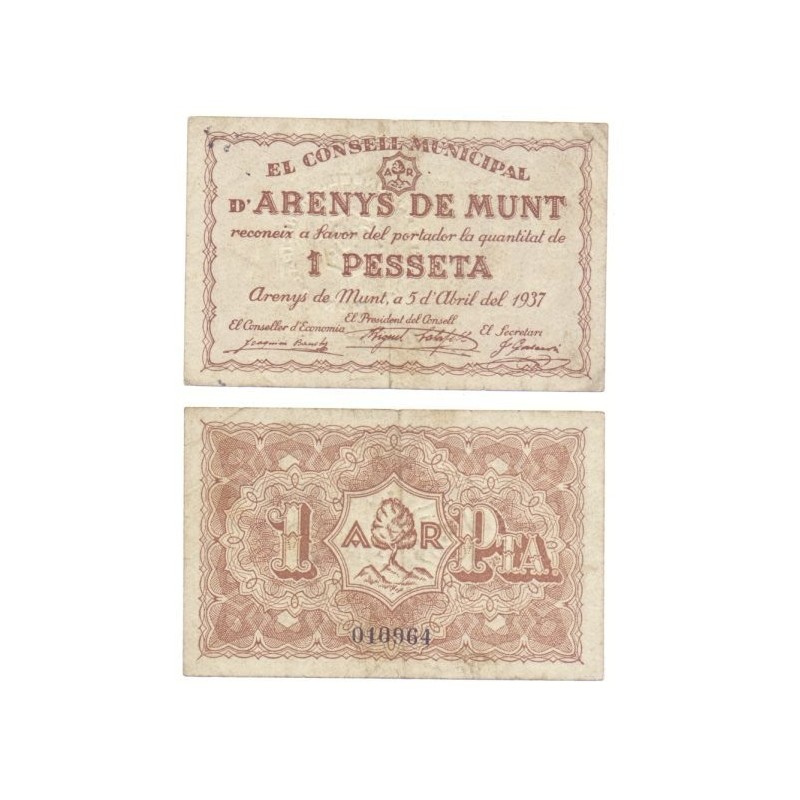 EL CONSELL MUNICIPAL
A R
D'ARENYS DE MUNT
reconeix a favor del portador la quantitat de
1 PESSETA
Arenys de Munt, a 5 d'Abril del 1937
El Conseller d'Economia El President del Consell El Secretari
1 A R PTA.
010964